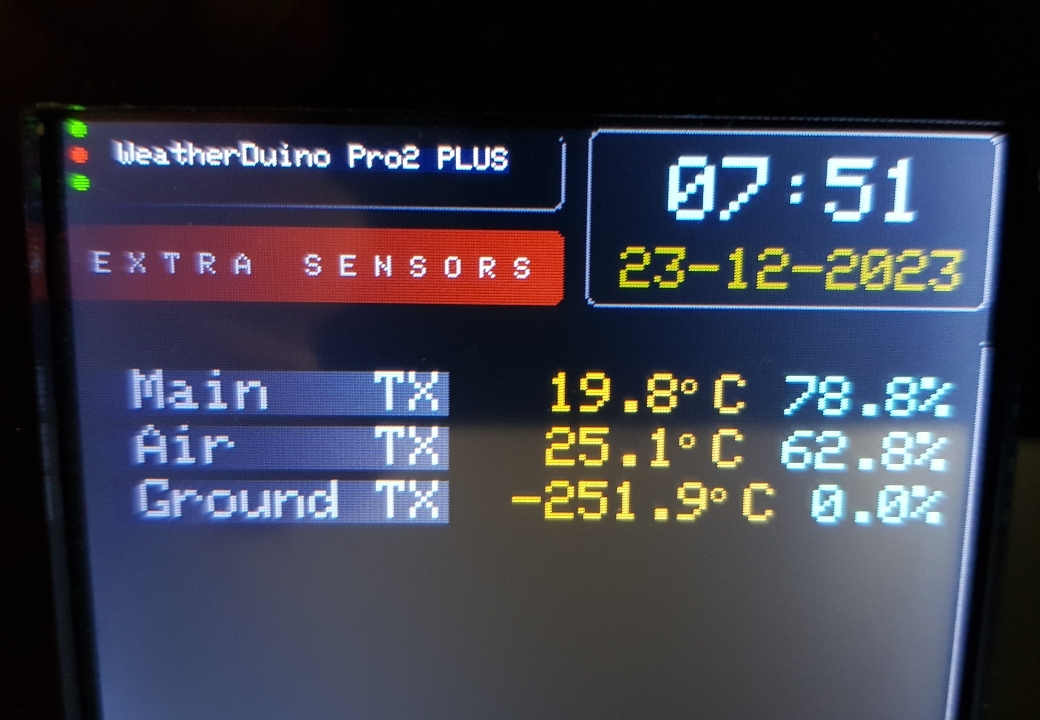 WeatherDuino Pro2 PLUS
07:51
23-12-2023
EXTRA SENSORS
Main TX 19.8°C 78.8%
Air TX 25.1°C 62.8%
Ground TX -251.9°C 0.0%